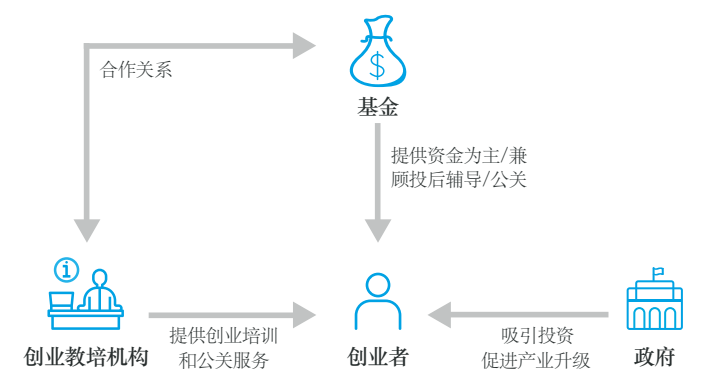 合作关系
$
基金
提供资金为主/兼
顾投后辅导/公关
i
创业教培机构
提供创业培训
和公关服务
创业者
吸引投资
促进产业升级
政府